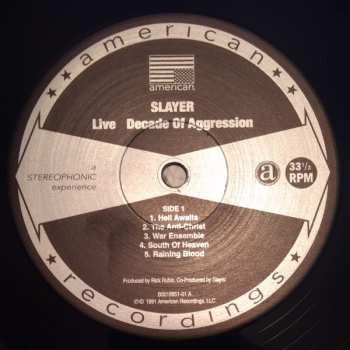 american
american.
SLAYER
Live Decade Of Aggression
a
STEREOPHONIC
experience
a
33 1/3
RPM
SIDE 1
1. Hell Awaits
2. The Anti-Christ
3. War Ensemble
4. South Of Heaven
5. Raining Blood
Produced by Rick Rubin, Co-Produced by Slayer
℗© 1991 American Recordings, LLC
recordings